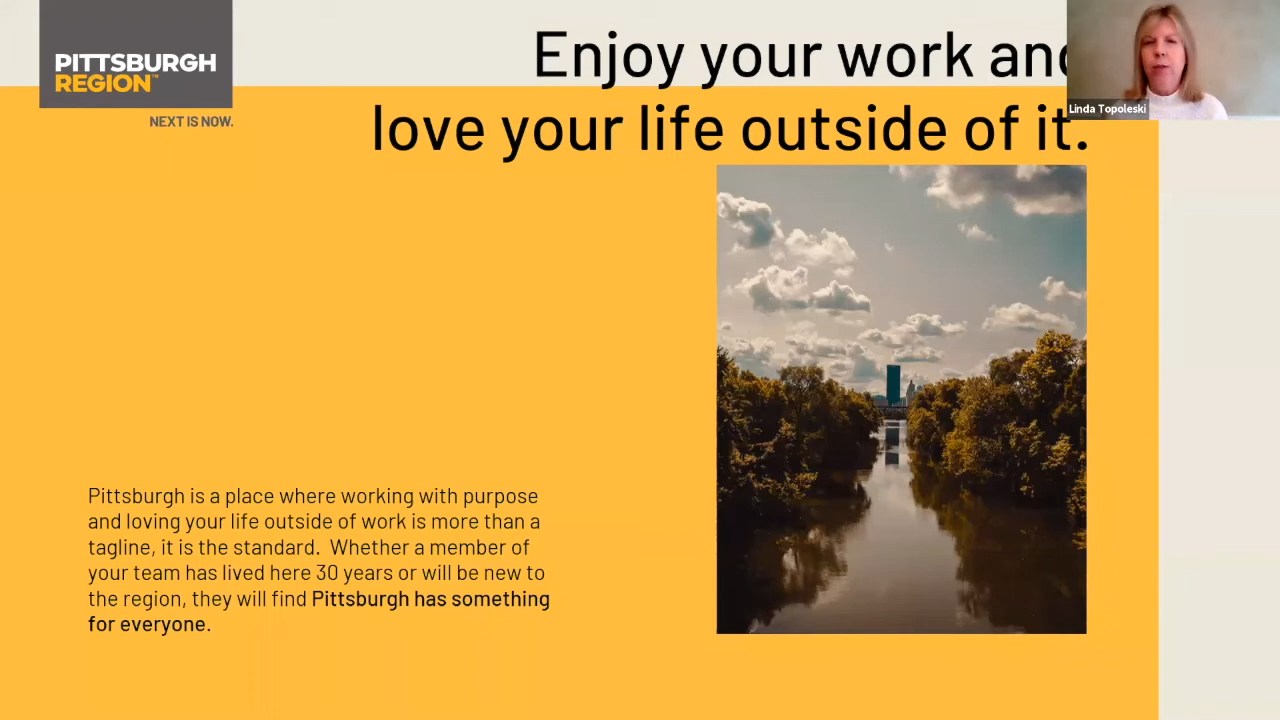 PITTSBURGH
REGION™
NEXT IS NOW.
Enjoy your work and
love your life outside of it.
Linda Topoleski
Pittsburgh is a place where working with purpose
and loving your life outside of work is more than a
tagline, it is the standard.  Whether a member of
your team has lived here 30 years or will be new to
the region, they will find Pittsburgh has something
for everyone.